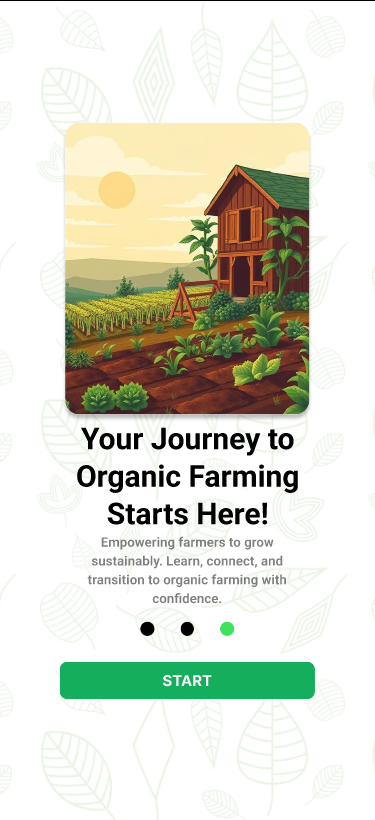 Your Journey to
Organic Farming
Starts Here!
Empowering farmers to grow
sustainably. Learn, connect, and
transition to organic farming with
confidence.
START